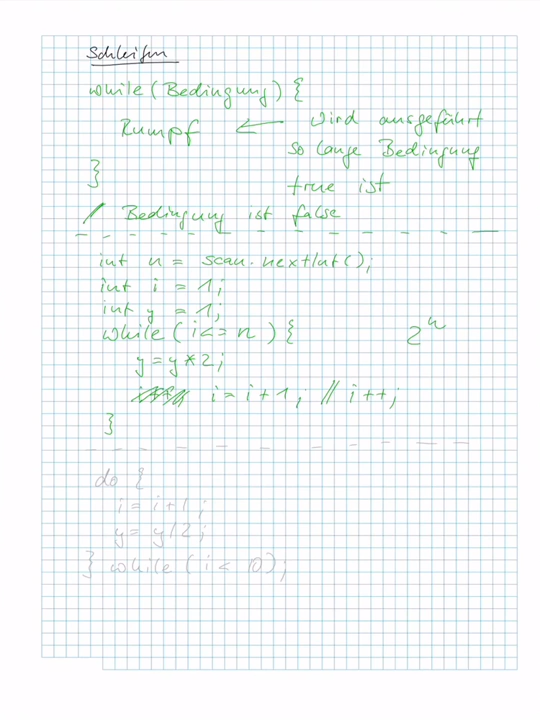 Schleifen
while (Bedingung) {
Rumpf ← wird ausgeführt
so lange Bedingung
} true ist
/ Bedingung ist false
int n = scan.nextInt();
int i = 1;
int y = 1;
while ( i <= n ) { 2ⁿ
y = y * 2;
i = i + 1; // i++;
}
do {
i = i + 1;
y = y / 2;
} while ( i < 10 );